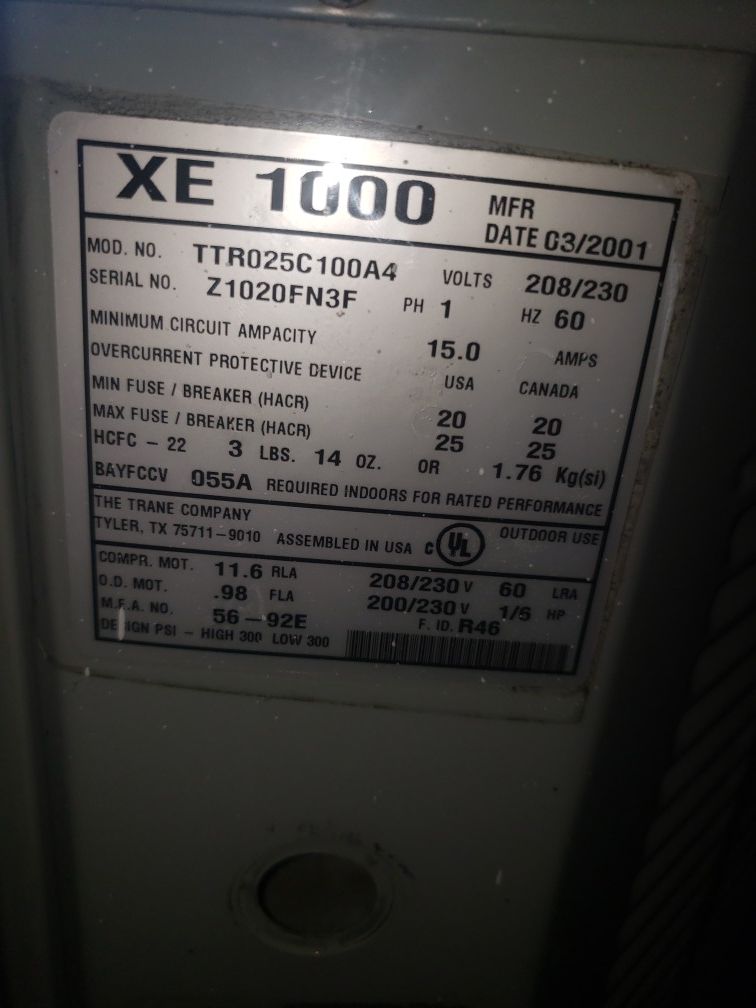 XE 1000 MFR DATE 03/2001
MOD. NO. TTR025C100A4 VOLTS 208/230
SERIAL NO. Z1020FN3F PH 1 HZ 60
MINIMUM CIRCUIT AMPACITY 15.0 AMPS
OVERCURRENT PROTECTIVE DEVICE USA CANADA
MIN FUSE / BREAKER (HACR) 20 20
MAX FUSE / BREAKER (HACR) 25 25
HCFC - 22 3 LBS. 14 OZ. OR 1.76 Kg(si)
BAYFCCV 055A REQUIRED INDOORS FOR RATED PERFORMANCE
THE TRANE COMPANY
TYLER, TX 75711-9010 ASSEMBLED IN USA C UL OUTDOOR USE
COMPR. MOT. 11.6 RLA 208/230 V 60 LRA
O.D. MOT. .98 FLA 200/230 V 1/6 HP
M.E.A. NO. 56-92E F. ID. R46
DESIGN PSI - HIGH 300 LOW 300